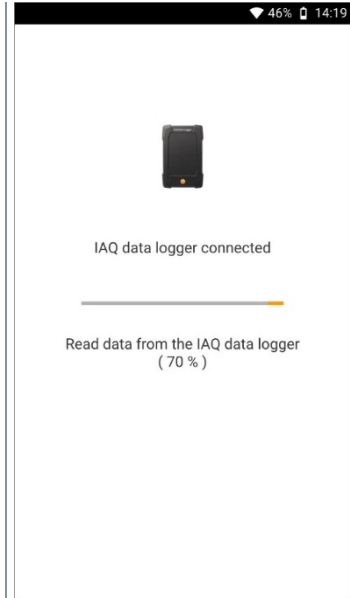 46% 14:19
IAQ data logger connected
Read data from the IAQ data logger
( 70 % )